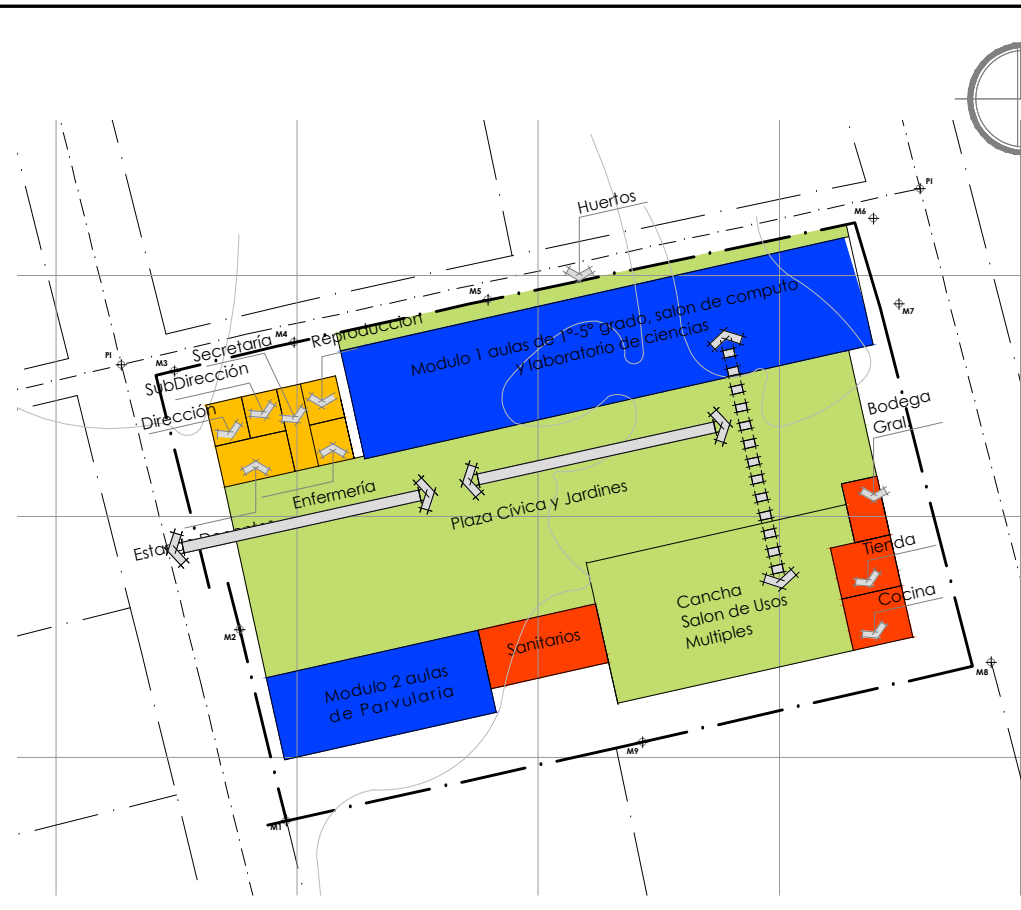 PI
Huertos
M6
M5
M7
Modulo 1 aulas de 1°-5° grado, salon de computo
y laboratorio de ciencias
Reproduccion
M4
Secretaría
PI
M3
SubDirección
Dirección
Bodega
Gral.
Enfermería
Plaza Cívica y Jardines
Tienda
Cocina
Cancha
Salon de Usos
Multiples
M2
Sanitarios
M8
Modulo 2 aulas
de Parvularia
M9
M1